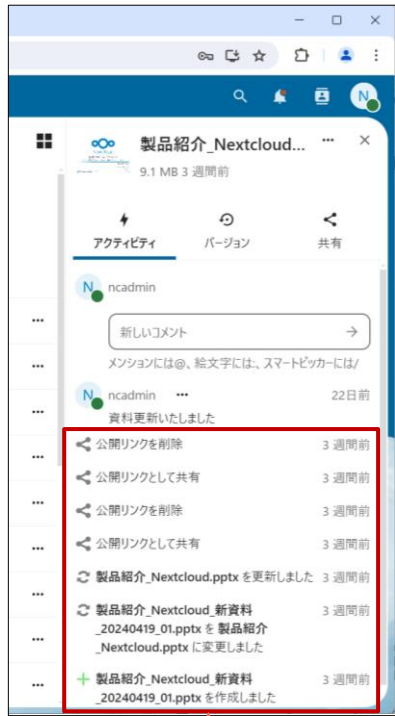 N
製品紹介_Nextcloud...
9.1 MB 3 週間前
アクティビティ
バージョン
共有
N ncadmin
新しいコメント
メンションには@、絵文字には:、スマートピッカーには/
N ncadmin 22日前
資料更新いたしました
公開リンクを削除 3 週間前
公開リンクとして共有 3 週間前
公開リンクを削除 3 週間前
公開リンクとして共有 3 週間前
製品紹介_Nextcloud.pptx を更新しました 3 週間前
製品紹介_Nextcloud_新資料 3 週間前
_20240419_01.pptx を 製品紹介
_Nextcloud.pptx に変更しました
製品紹介_Nextcloud_新資料 3 週間前
_20240419_01.pptx を作成しました